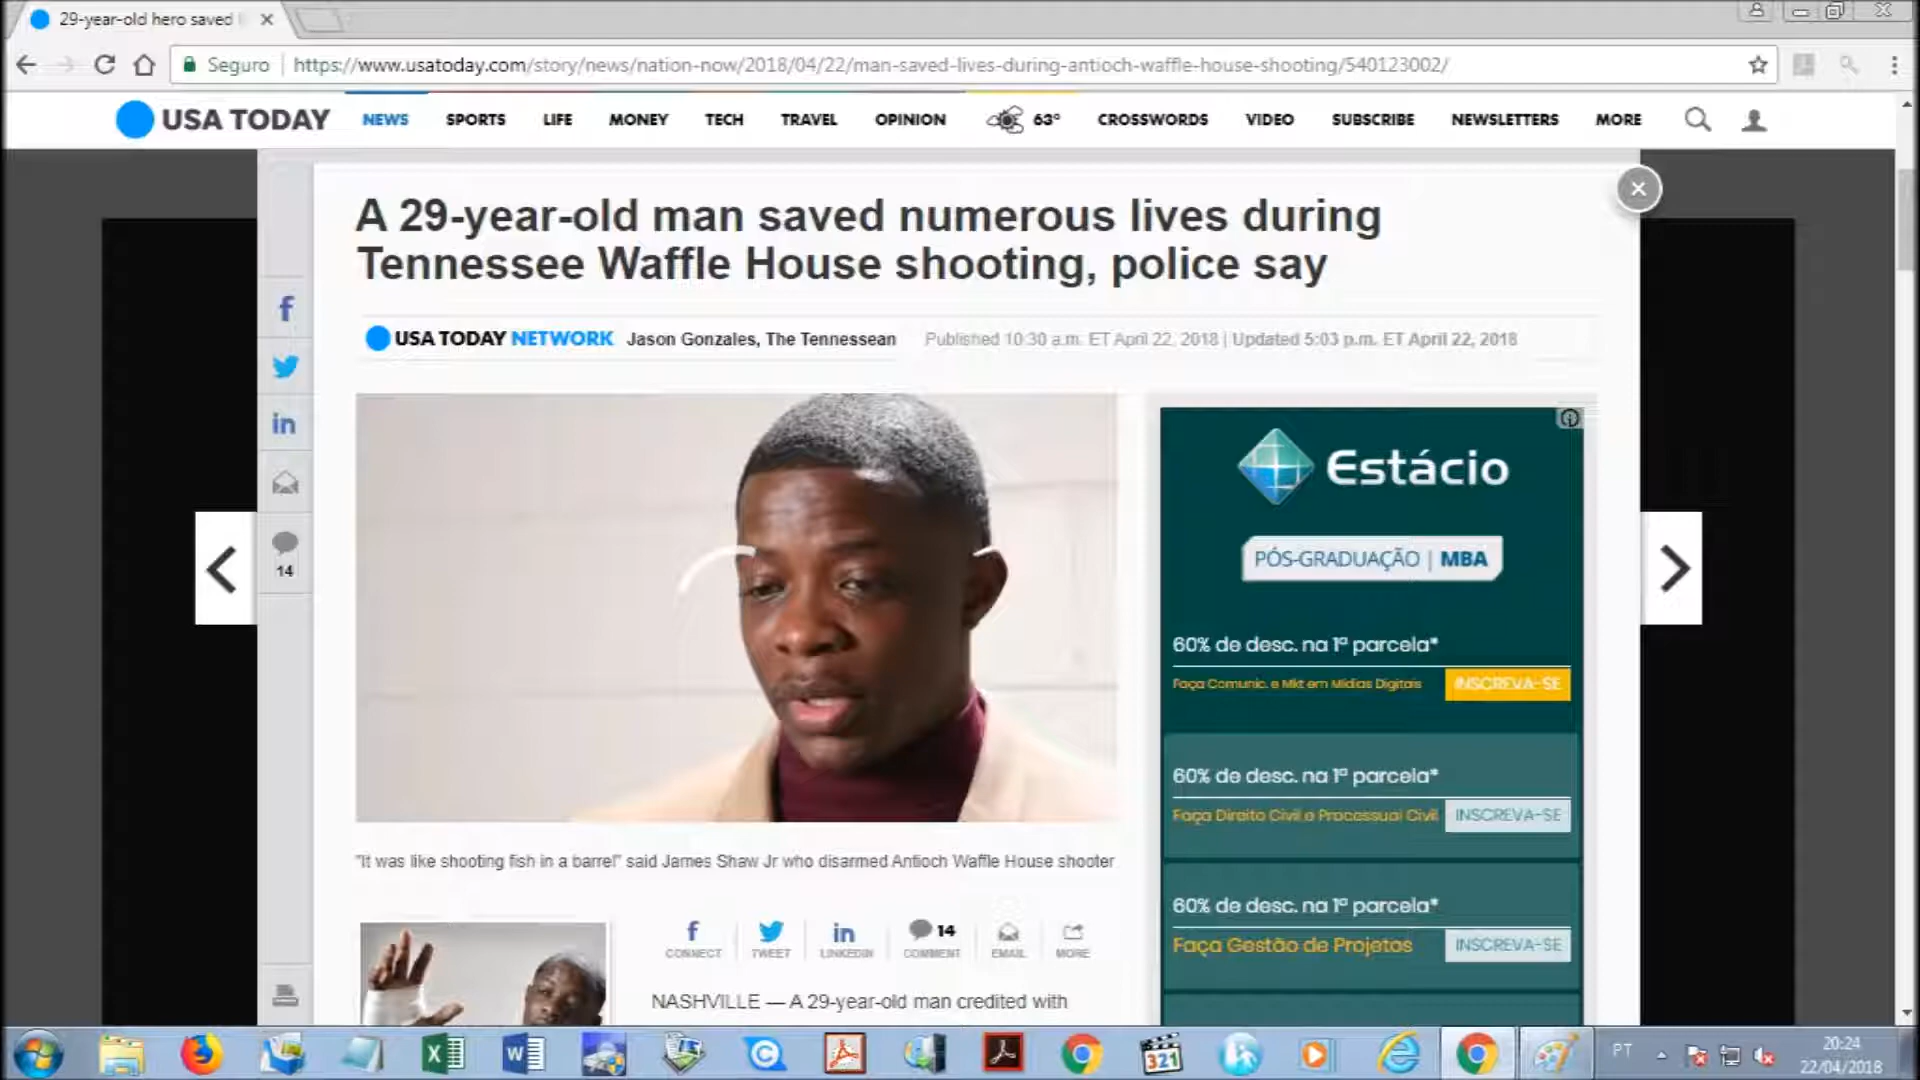 29-year-old hero saved
Seguro
https://www.usatoday.com/story/news/nation-now/2018/04/22/man-saved-lives-during-antioch-waffle-house-shooting/540123002/
USA TODAY
NEWS
SPORTS
LIFE
MONEY
TECH
TRAVEL
OPINION
63°
CROSSWORDS
VIDEO
SUBSCRIBE
NEWSLETTERS
MORE
A 29-year-old man saved numerous lives during
Tennessee Waffle House shooting, police say
USA TODAY NETWORK Jason Gonzales, The Tennessean Published 10:30 a.m. ET April 22, 2018 | Updated 5:03 p.m. ET April 22, 2018
f
in
14
"It was like shooting fish in a barrel" said James Shaw Jr who disarmed Antioch Waffle House shooter
f
CONNECT
TWEET
in
LINKEDIN
14
COMMENT
EMAIL
MORE
NASHVILLE — A 29-year-old man credited with
Estácio
PÓS-GRADUAÇÃO | MBA
60% de desc. na 1ª parcela*
Faça Comunic. e Mkt em Mídias Digitais
INSCREVA-SE
60% de desc. na 1ª parcela*
Faça Direito Civil e Processual Civil
INSCREVA-SE
60% de desc. na 1ª parcela*
Faça Gestão de Projetos
INSCREVA-SE
321
PT
20:24
22/04/2018